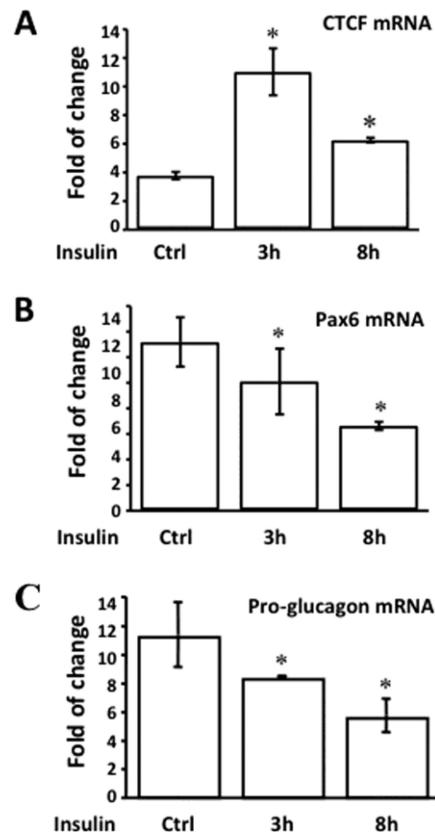 A
CTCF mRNA
Fold of change
14
12
10
8
6
4
2
0
*
*
Insulin Ctrl 3h 8h
B
Pax6 mRNA
Fold of change
14
12
10
8
6
4
2
0
*
*
Insulin Ctrl 3h 8h
C
Pro-glucagon mRNA
Fold of change
14
12
10
8
6
4
2
0
*
*
Insulin Ctrl 3h 8h